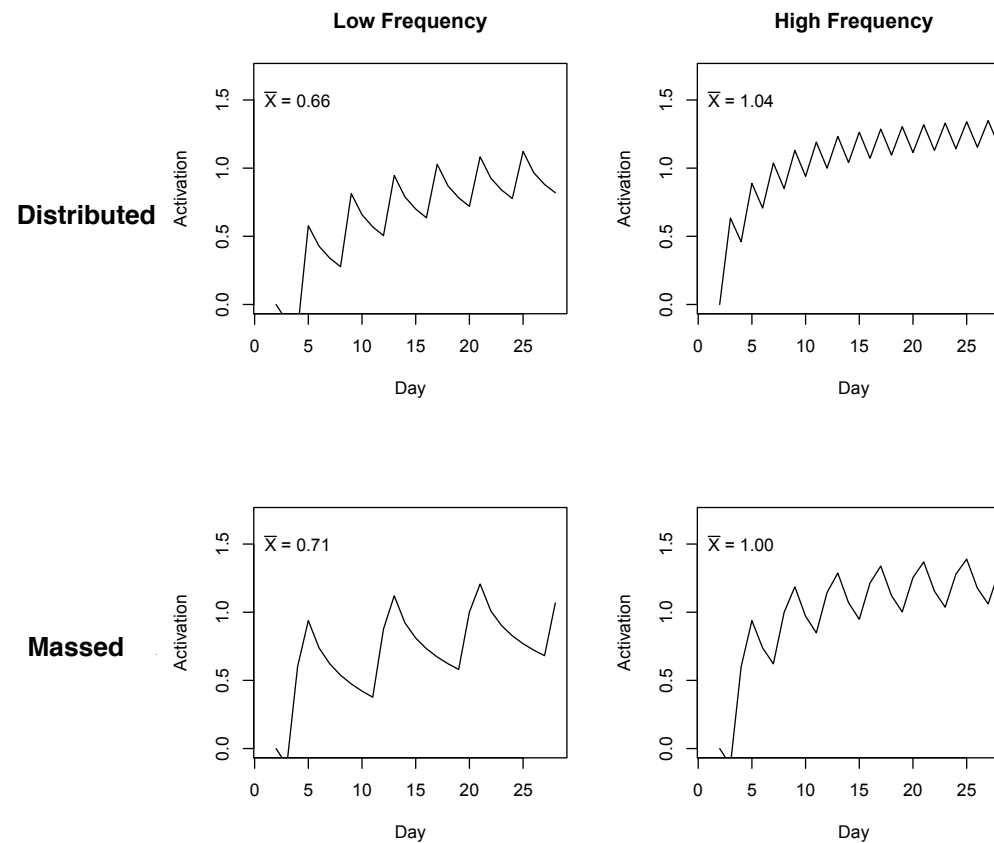 Low Frequency
High Frequency
Distributed
Activation
X̅ = 0.66
0.0 0.5 1.0 1.5
0 5 10 15 20 25
Day
Activation
X̅ = 1.04
0.0 0.5 1.0 1.5
0 5 10 15 20 25
Day
Massed
Activation
X̅ = 0.71
0.0 0.5 1.0 1.5
0 5 10 15 20 25
Day
Activation
X̅ = 1.00
0.0 0.5 1.0 1.5
0 5 10 15 20 25
Day